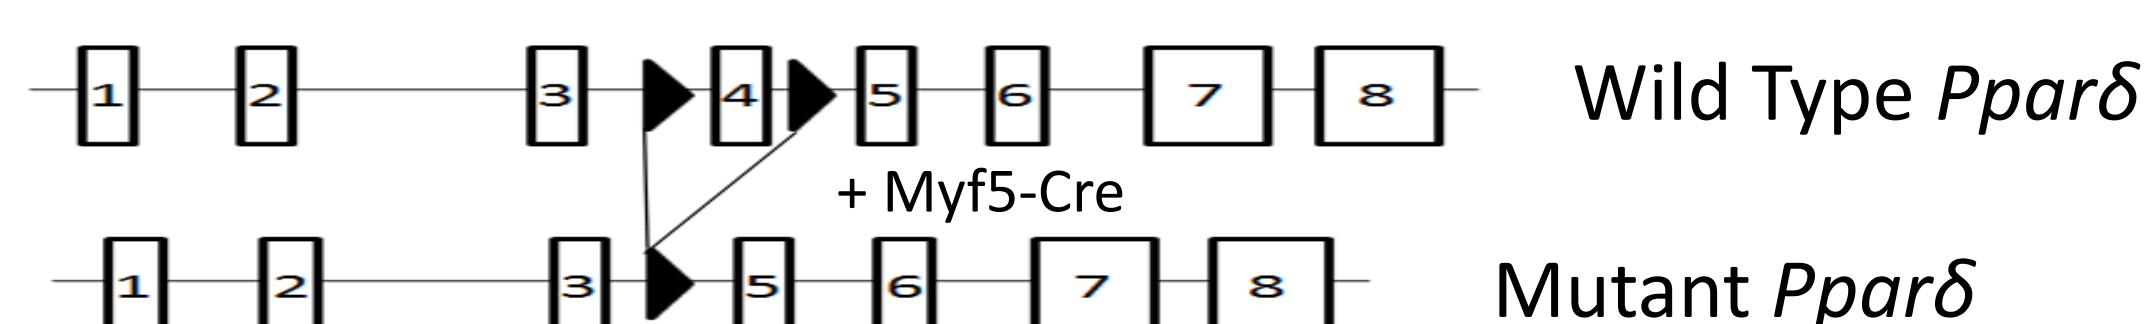 1 2 3 4 5 6 7 8 Wild Type Pparδ
+ Myf5-Cre
1 2 3 5 6 7 8 Mutant Pparδ